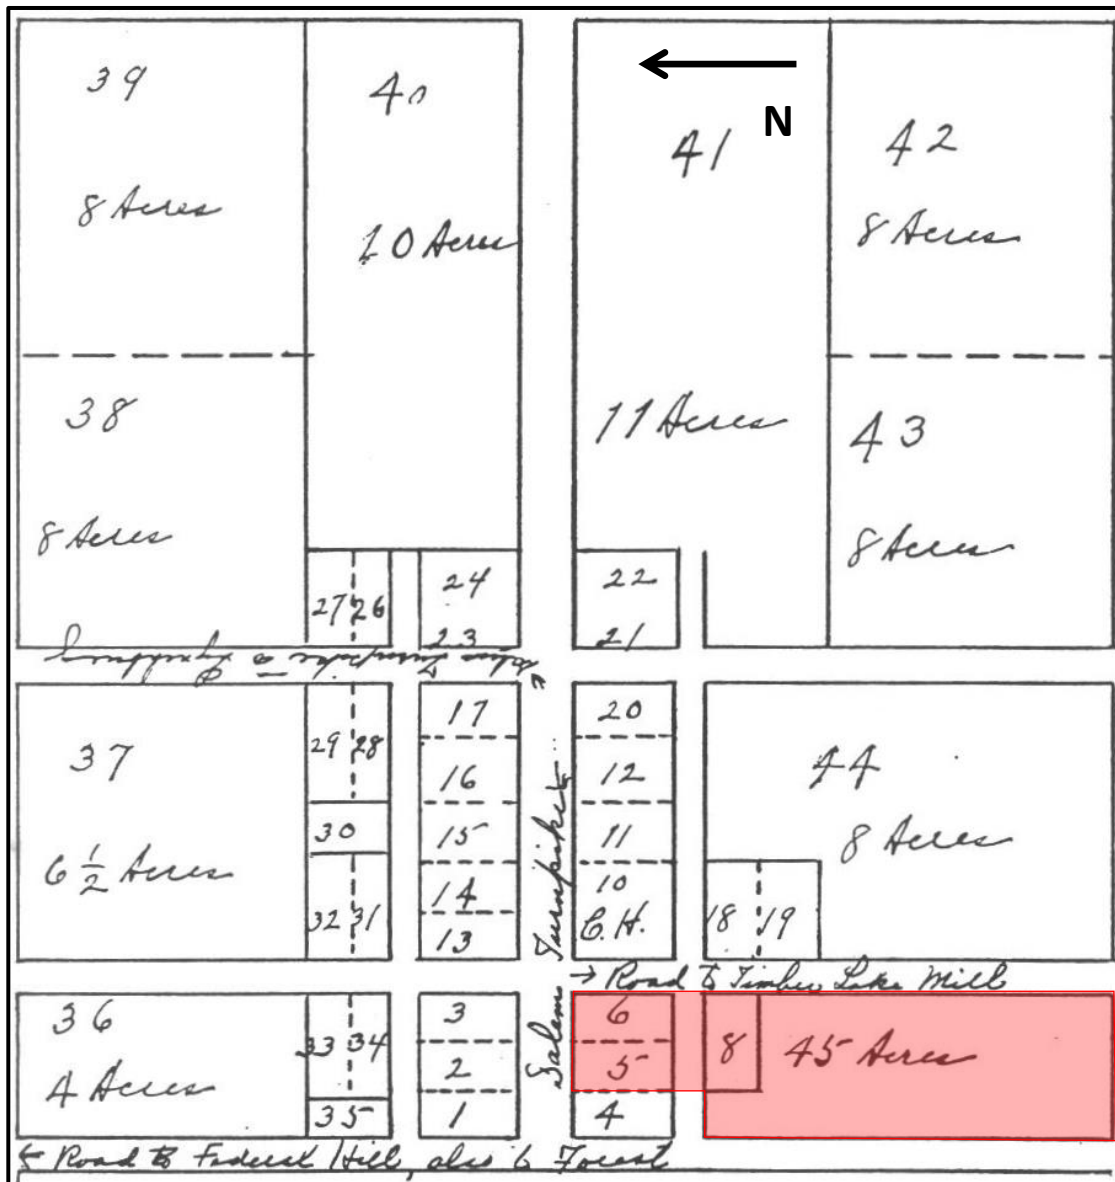 39
8 Acres
40
10 Acres
N
41
11 Acres
42
8 Acres
38
8 Acres
43
8 Acres
27 26
24
23
22
21
Salem Turnpike to Lynchburg
37
6 1/2 Acres
29 28
30
32 31
17
16
15
14
13
Salem Turnpike
20
12
11
10
C.H.
44
8 Acres
18 19
→ Road to Timber Lake Mill
36
4 Acres
33 34
35
3
2
1
6
5
4
8
45 Acres
← Road to Federal Hill, also to Forest